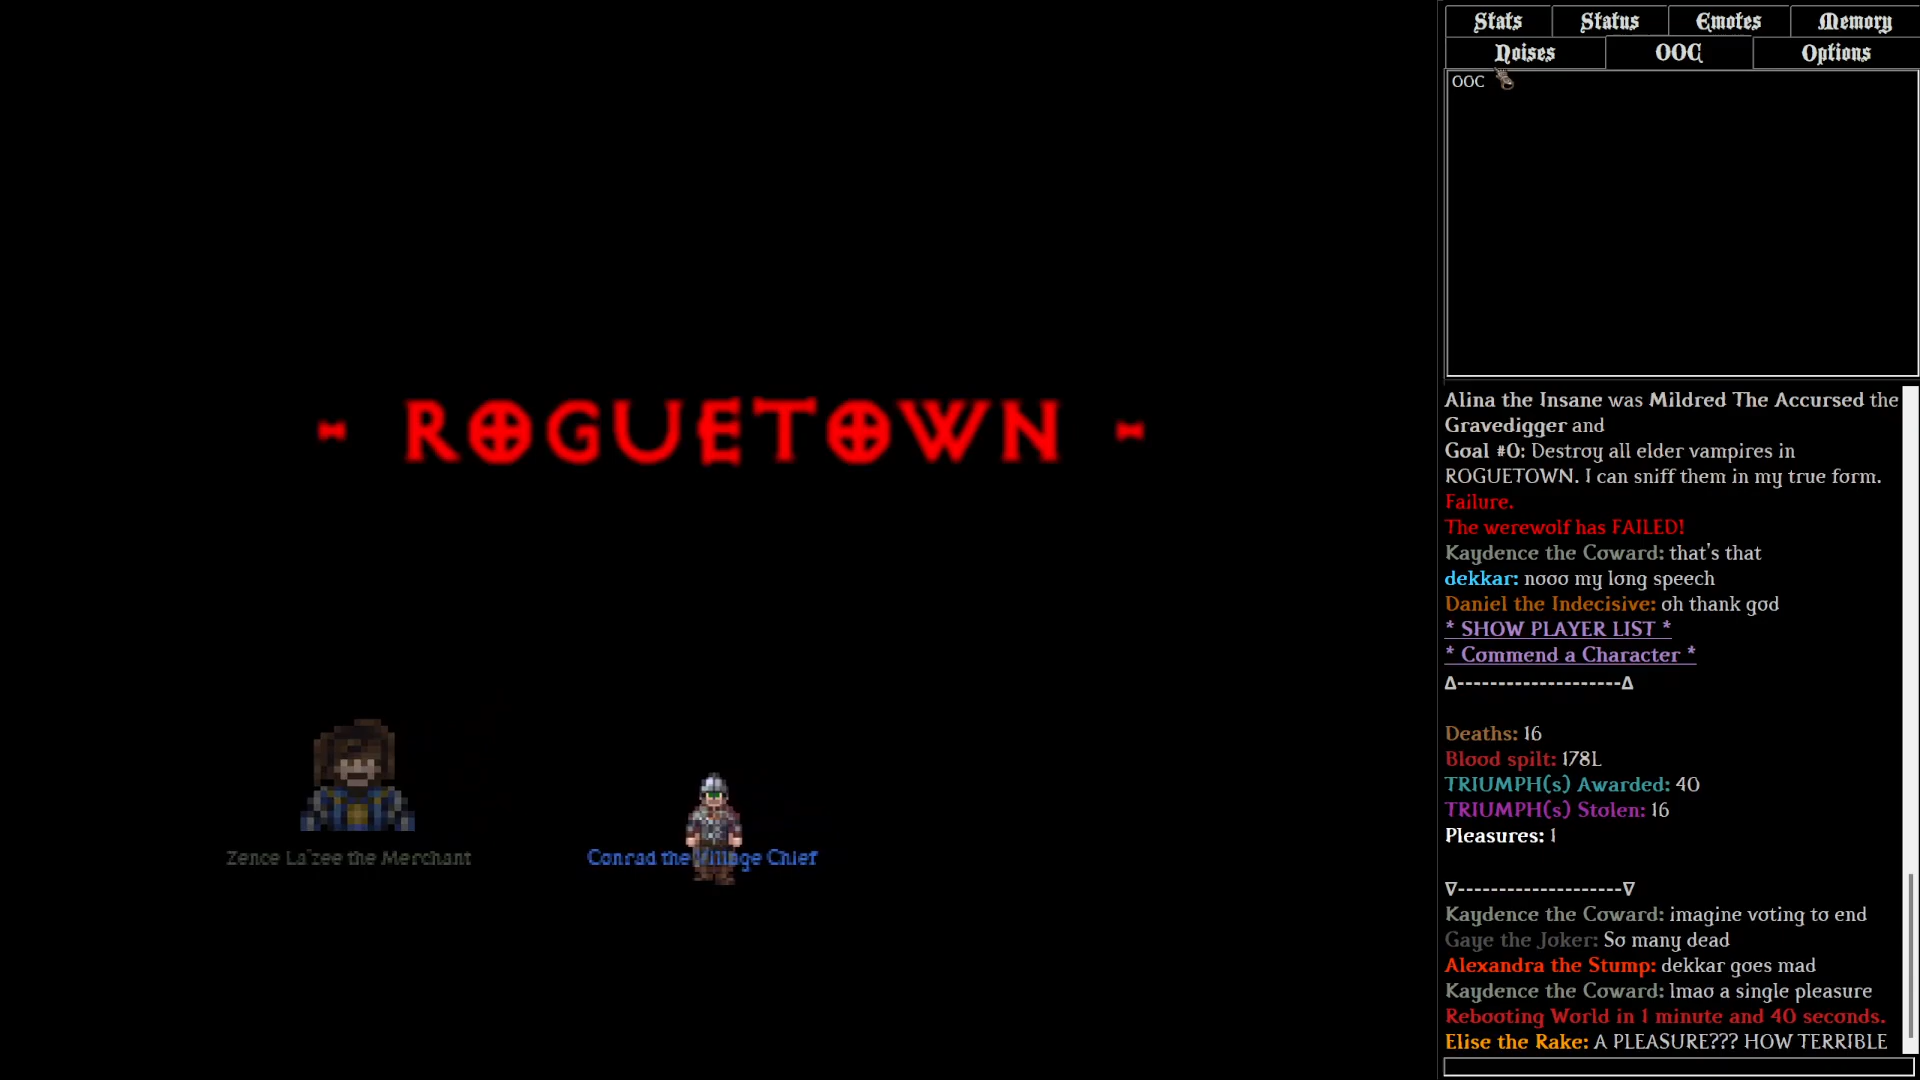 Stats Status Emotes Memory
Noises OOC Options
OOC
- ROGUETOWN -
Zence La'zee the Merchant
Conrad the Village Chief
Alina the Insane was Mildred The Accursed the
Gravedigger and
Goal #0: Destroy all elder vampires in
ROGUETOWN. I can sniff them in my true form.
Failure.
The werewolf has FAILED!
Kaydence the Coward: that's that
dekkar: nooo my long speech
Daniel the Indecisive: oh thank god
* SHOW PLAYER LIST *
* Commend a Character *
∆--------------------∆
Deaths: 16
Blood spilt: 178L
TRIUMPH(s) Awarded: 40
TRIUMPH(s) Stolen: 16
Pleasures: 1
∇--------------------∇
Kaydence the Coward: imagine voting to end
Gaye the Joker: So many dead
Alexandra the Stump: dekkar goes mad
Kaydence the Coward: lmao a single pleasure
Rebooting World in 1 minute and 40 seconds.
Elise the Rake: A PLEASURE??? HOW TERRIBLE